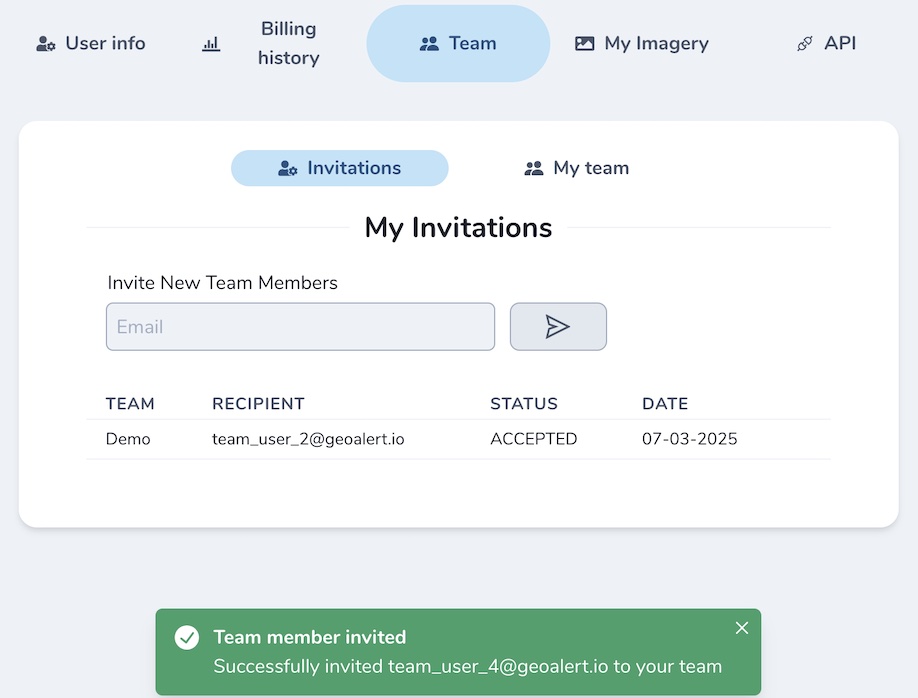 User info
Billing history
Team
My Imagery
API
Invitations
My team
My Invitations
Invite New Team Members
Email
TEAM RECIPIENT STATUS DATE
Demo team_user_2@geoalert.io ACCEPTED 07-03-2025
Team member invited
Successfully invited team_user_4@geoalert.io to your team